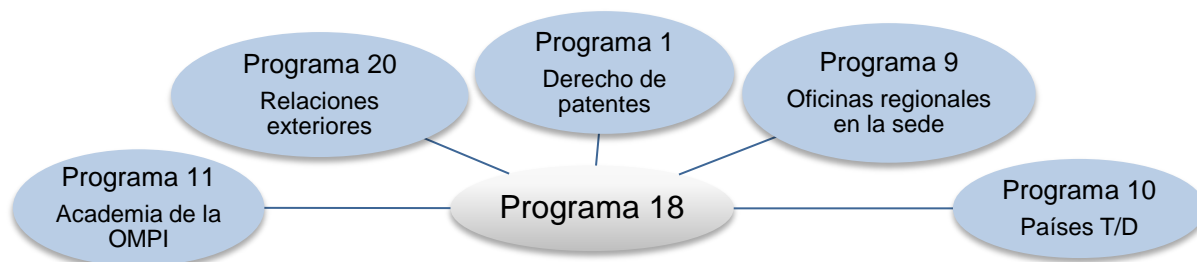 Programa 1
Derecho de
patentes
Programa 20
Relaciones
exteriores
Programa 9
Oficinas regionales
en la sede
Programa 11
Academia de la
OMPI
Programa 18
Programa 10
Países T/D